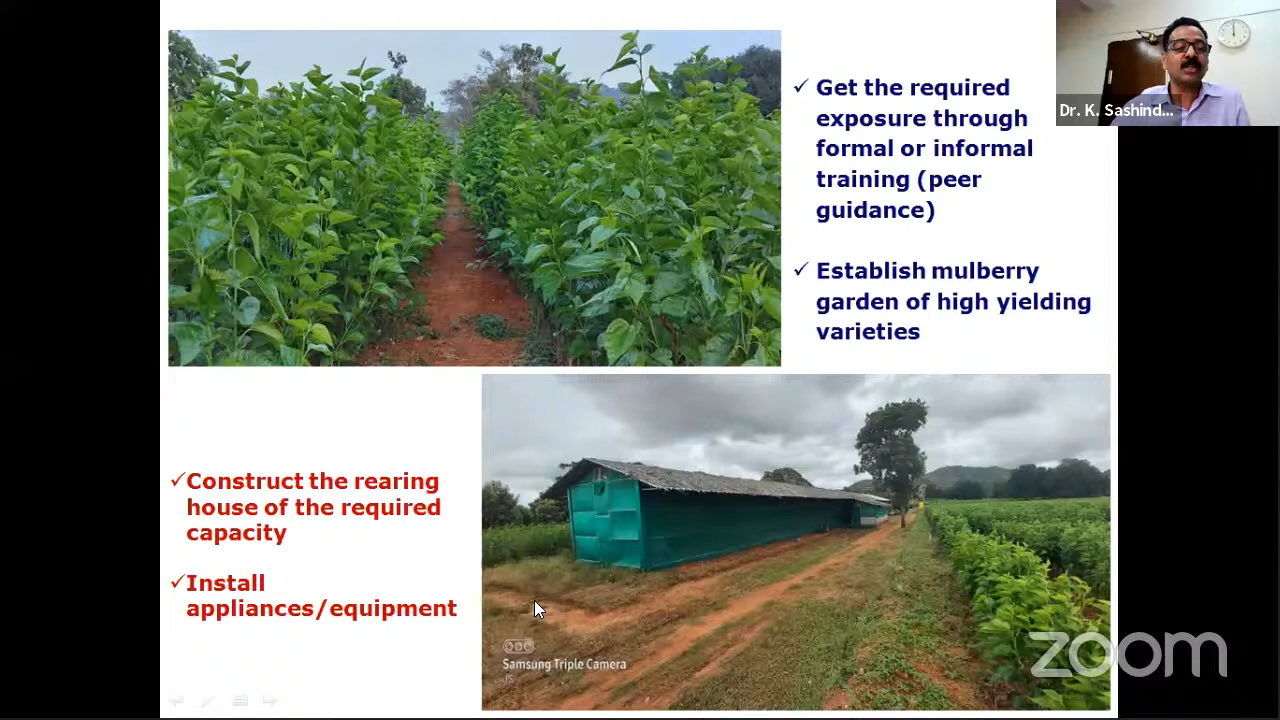 ✓ Get the required
exposure through
formal or informal
training (peer
guidance)
✓ Establish mulberry
garden of high yielding
varieties
Dr. K. Sashind...
✓Construct the rearing
house of the required
capacity
✓Install
appliances/equipment
Samsung Triple Camera
JS
zoom